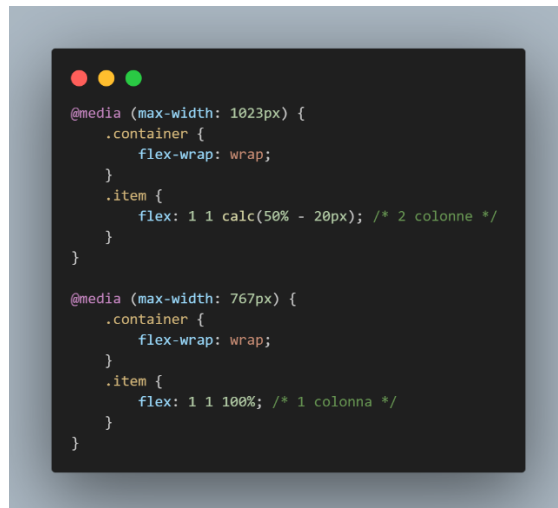 @media (max-width: 1023px) {
    .container {
        flex-wrap: wrap;
    }
    .item {
        flex: 1 1 calc(50% - 20px); /* 2 colonne */
    }
}

@media (max-width: 767px) {
    .container {
        flex-wrap: wrap;
    }
    .item {
        flex: 1 1 100%; /* 1 colonna */
    }
}